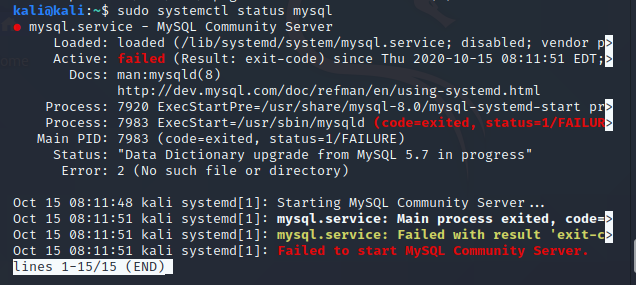 kali@kali:~$ sudo systemctl status mysql
● mysql.service - MySQL Community Server
Loaded: loaded (/lib/systemd/system/mysql.service; disabled; vendor p>
Active: failed (Result: exit-code) since Thu 2020-10-15 08:11:51 EDT;>
Docs: man:mysqld(8)
http://dev.mysql.com/doc/refman/en/using-systemd.html
Process: 7920 ExecStartPre=/usr/share/mysql-8.0/mysql-systemd-start pr>
Process: 7983 ExecStart=/usr/sbin/mysqld (code=exited, status=1/FAILUR>
Main PID: 7983 (code=exited, status=1/FAILURE)
Status: "Data Dictionary upgrade from MySQL 5.7 in progress"
Error: 2 (No such file or directory)
Oct 15 08:11:48 kali systemd[1]: Starting MySQL Community Server...
Oct 15 08:11:51 kali systemd[1]: mysql.service: Main process exited, code=>
Oct 15 08:11:51 kali systemd[1]: mysql.service: Failed with result 'exit-c>
Oct 15 08:11:51 kali systemd[1]: Failed to start MySQL Community Server.
lines 1-15/15 (END)